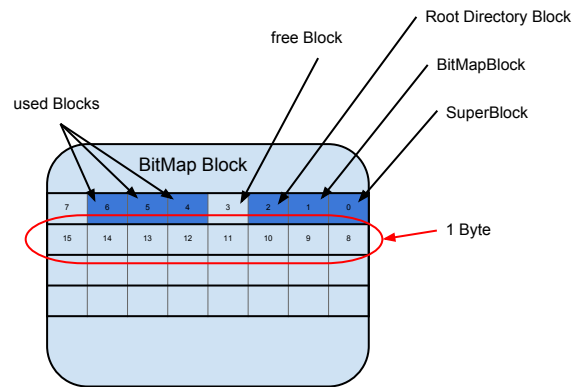 Root Directory Block
free Block
BitMapBlock
used Blocks
SuperBlock
BitMap Block
7 6 5 4 3 2 1 0
15 14 13 12 11 10 9 8
1 Byte